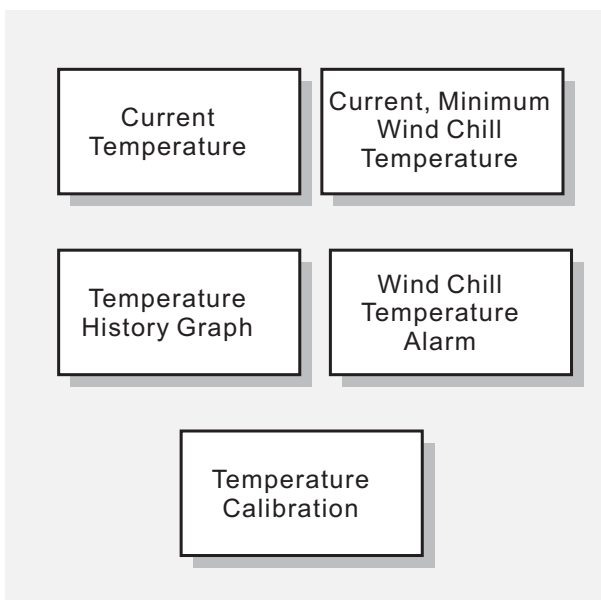 Current
Temperature
Current, Minimum
Wind Chill
Temperature
Temperature
History Graph
Wind Chill
Temperature
Alarm
Temperature
Calibration